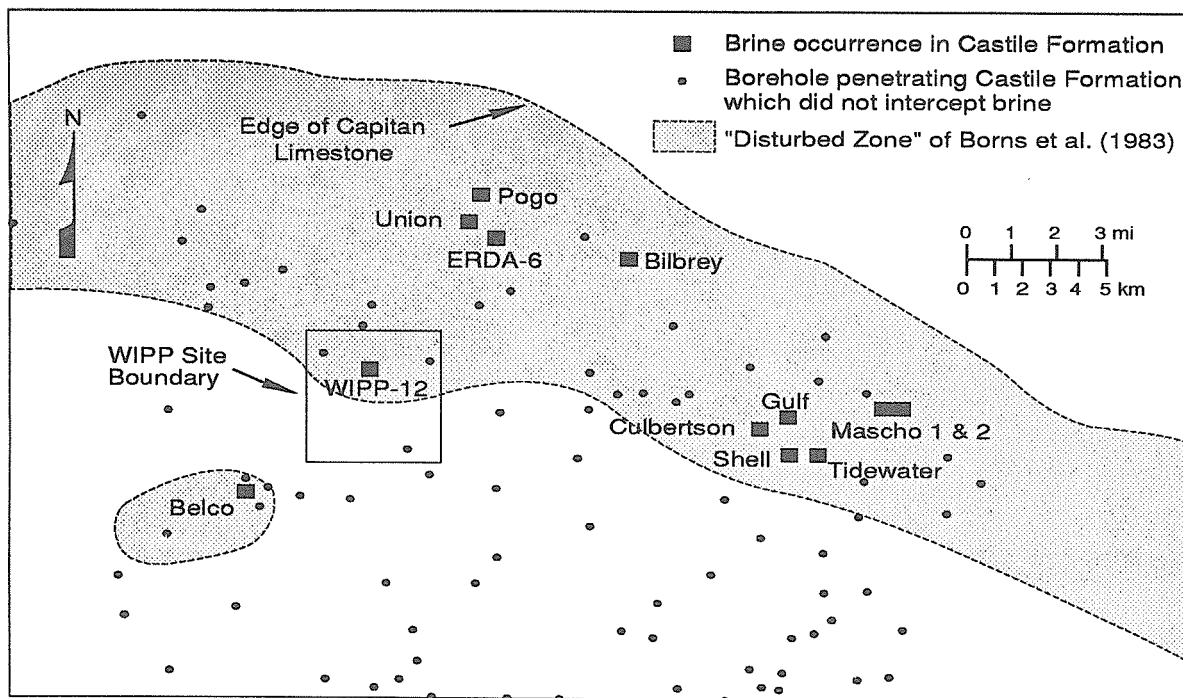 Brine occurrence in Castile Formation
Borehole penetrating Castile Formation
which did not intercept brine
"Disturbed Zone" of Borns et al. (1983)
N
Edge of Capitan
Limestone
Pogo
Union
ERDA-6
Bilbrey
0 1 2 3 mi
0 1 2 3 4 5 km
WIPP Site
Boundary
WIPP-12
Gulf
Culbertson
Mascho 1 & 2
Shell
Tidewater
Belco